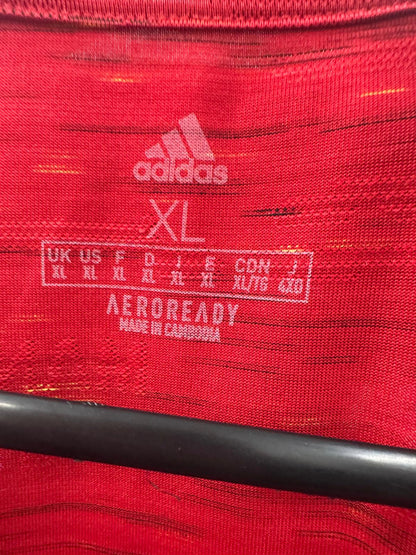 adidas
XL
UK US F D I E CDN J
XL XL XL XL XL XL XL/TG 4XO
AEROREADY
MADE IN CAMBODIA